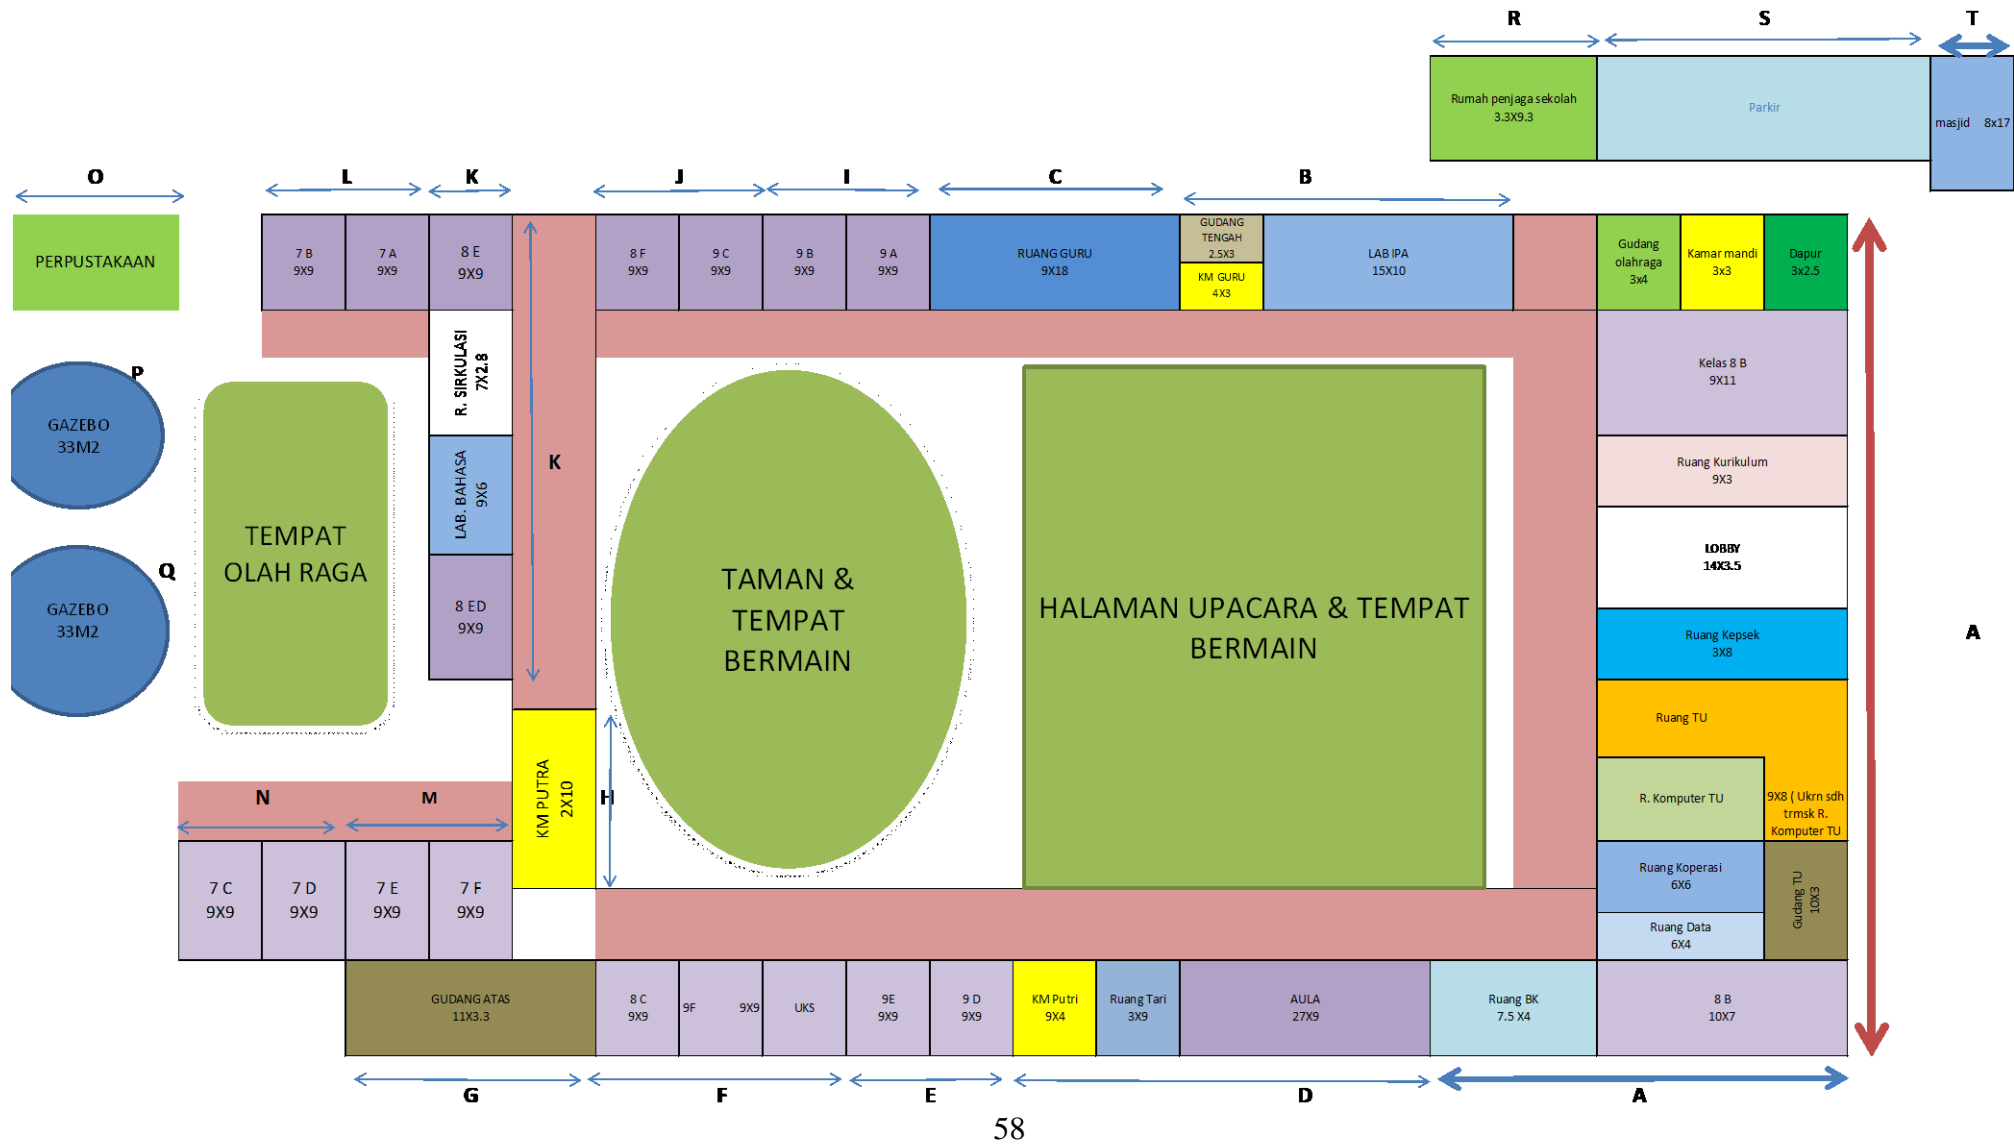 R
S
T
Rumah penjaga sekolah
3.3X9.3
Parkir
masjid 8x17
O
L
K
J
I
C
B
PERPUSTAKAAN
7 B
9X9
7 A
9X9
8 E
9X9
8 F
9X9
9 C
9X9
9 B
9X9
9 A
9X9
RUANG GURU
9X18
GUDANG
TENGAH
2.5X3
KM GURU
4X3
LAB IPA
15X10
Gudang
olahraga
3x4
Kamar mandi
3x3
Dapur
3x2.5
P
GAZEBO
33M2
Q
GAZEBO
33M2
TEMPAT
OLAH RAGA
R. SIRKULASI
7X2.8
LAB. BAHASA
9X6
8 ED
9X9
K
TAMAN &
TEMPAT
BERMAIN
HALAMAN UPACARA & TEMPAT
BERMAIN
Kelas 8 B
9X11
Ruang Kurikulum
9X3
LOBBY
14X3.5
Ruang Kepsek
3X8
A
Ruang TU
R. Komputer TU
9X8 ( Ukrn sdh
trmsk R.
Komputer TU
Ruang Koperasi
6X6
Ruang Data
6X4
Gudang TU
10X3
N
M
KM PUTRA
2X10
H
7 C
9X9
7 D
9X9
7 E
9X9
7 F
9X9
GUDANG ATAS
11X3.3
8 C
9X9
9F 9X9
UKS
9E
9X9
9 D
9X9
KM Putri
9X4
Ruang Tari
3X9
AULA
27X9
Ruang BK
7.5 X4
8 B
10X7
G
F
E
D
A
58